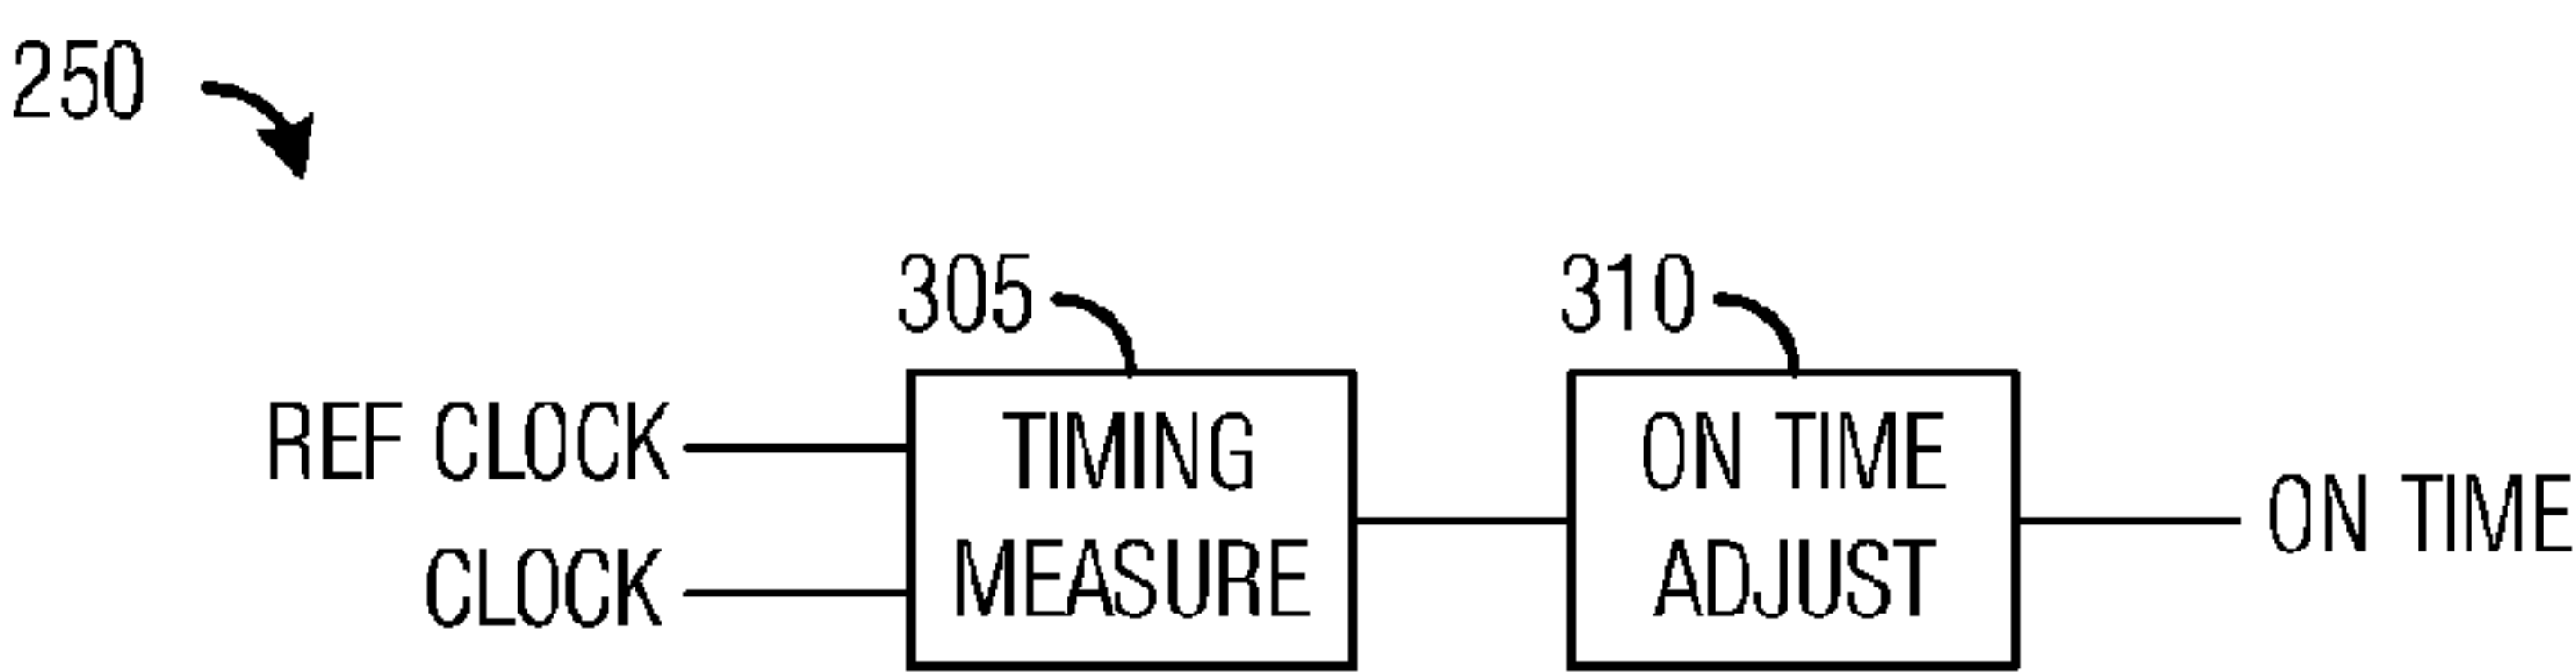 250
305
310
REF CLOCK
CLOCK
TIMING
MEASURE
ON TIME
ADJUST
ON TIME